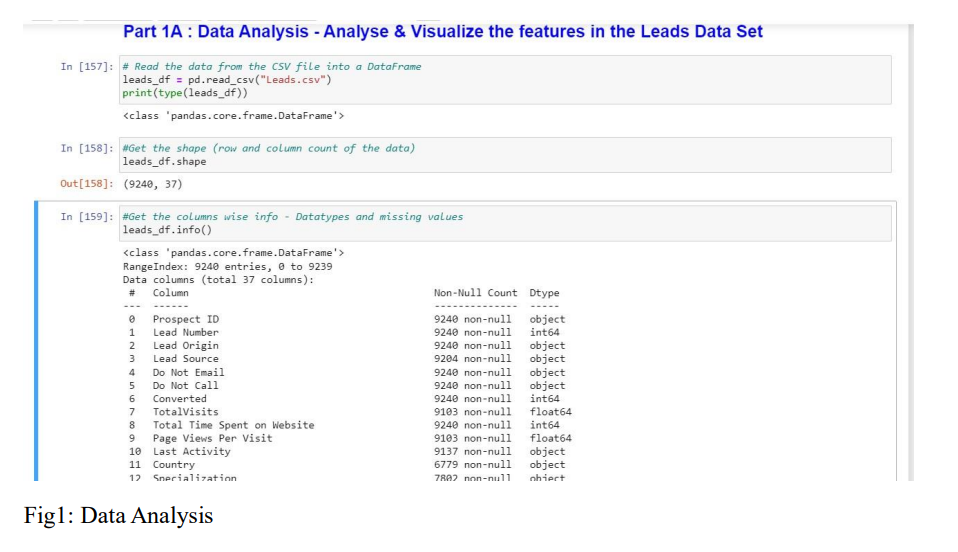 Part 1A : Data Analysis - Analyse & Visualize the features in the Leads Data Set
In [157]: # Read the data from the CSV file into a DataFrame
leads_df = pd.read_csv("Leads.csv")
print(type(leads_df))
<class 'pandas.core.frame.DataFrame'>
In [158]: #Get the shape (row and column count of the data)
leads_df.shape
Out[158]: (9240, 37)
In [159]: #Get the columns wise info - Datatypes and missing values
leads_df.info()
<class 'pandas.core.frame.DataFrame'>
RangeIndex: 9240 entries, 0 to 9239
Data columns (total 37 columns):
# Column Non-Null Count Dtype
--- ------ -------------- -----
0 Prospect ID 9240 non-null object
1 Lead Number 9240 non-null int64
2 Lead Origin 9240 non-null object
3 Lead Source 9204 non-null object
4 Do Not Email 9240 non-null object
5 Do Not Call 9240 non-null object
6 Converted 9240 non-null int64
7 TotalVisits 9103 non-null float64
8 Total Time Spent on Website 9240 non-null int64
9 Page Views Per Visit 9103 non-null float64
10 Last Activity 9137 non-null object
11 Country 6779 non-null object
12 Specialization 7802 non-null object
Fig1: Data Analysis